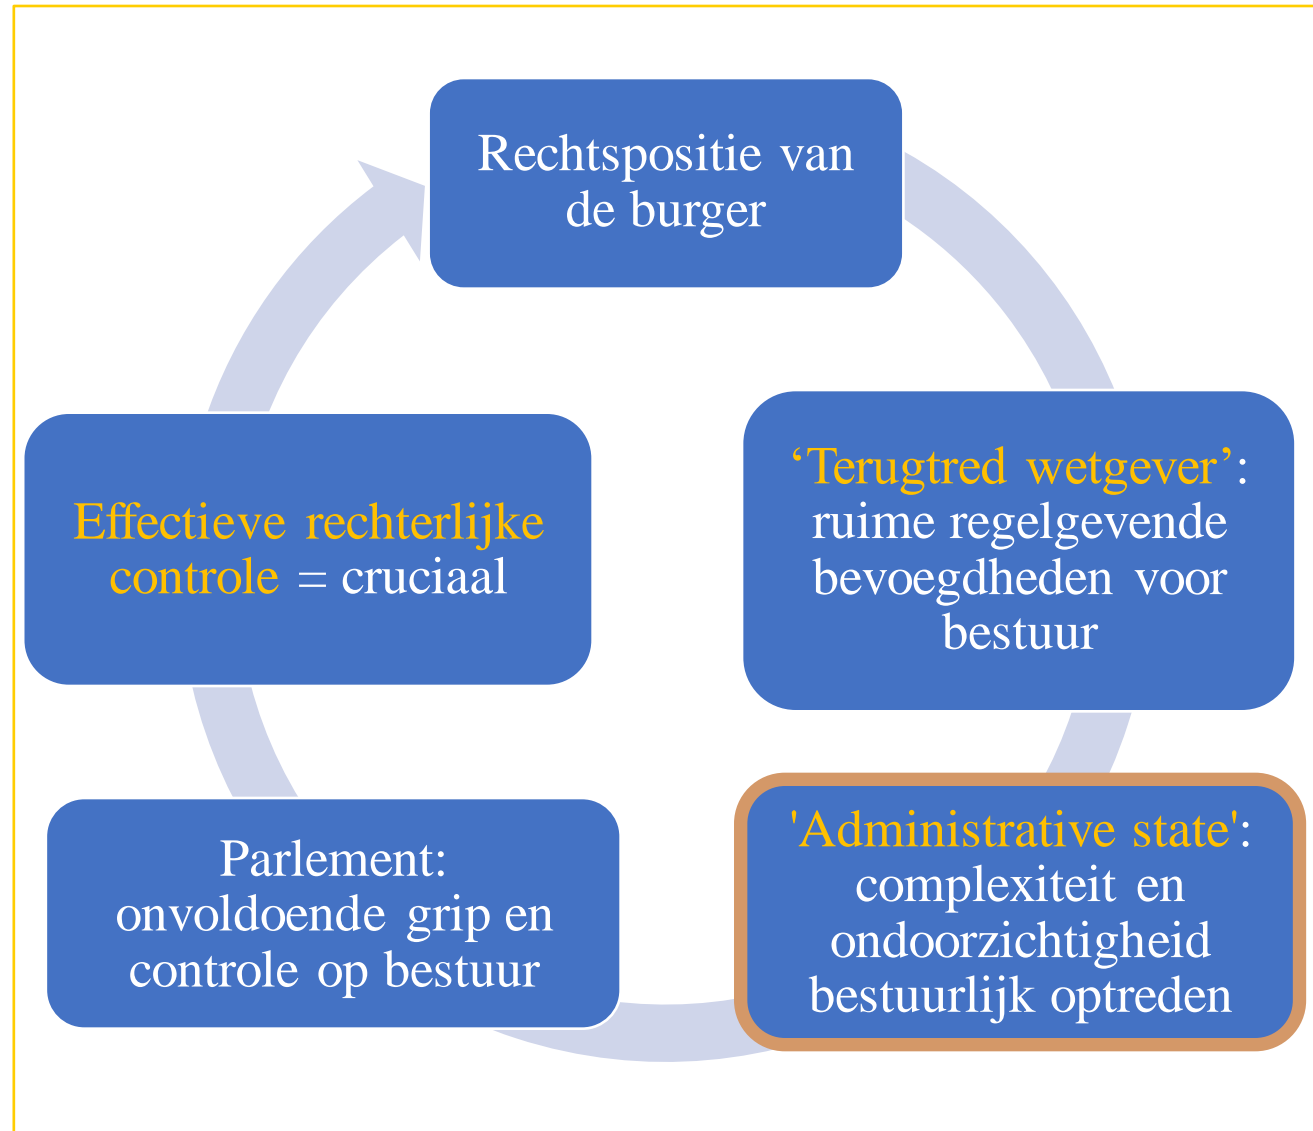 Rechtspositie van
de burger
‘Terugtred wetgever’:
ruime regelgevende
bevoegdheden voor
bestuur
'Administrative state':
complexiteit en
ondoorzichtigheid
bestuurlijk optreden
Parlement:
onvoldoende grip en
controle op bestuur
Effectieve rechterlijke
controle = cruciaal